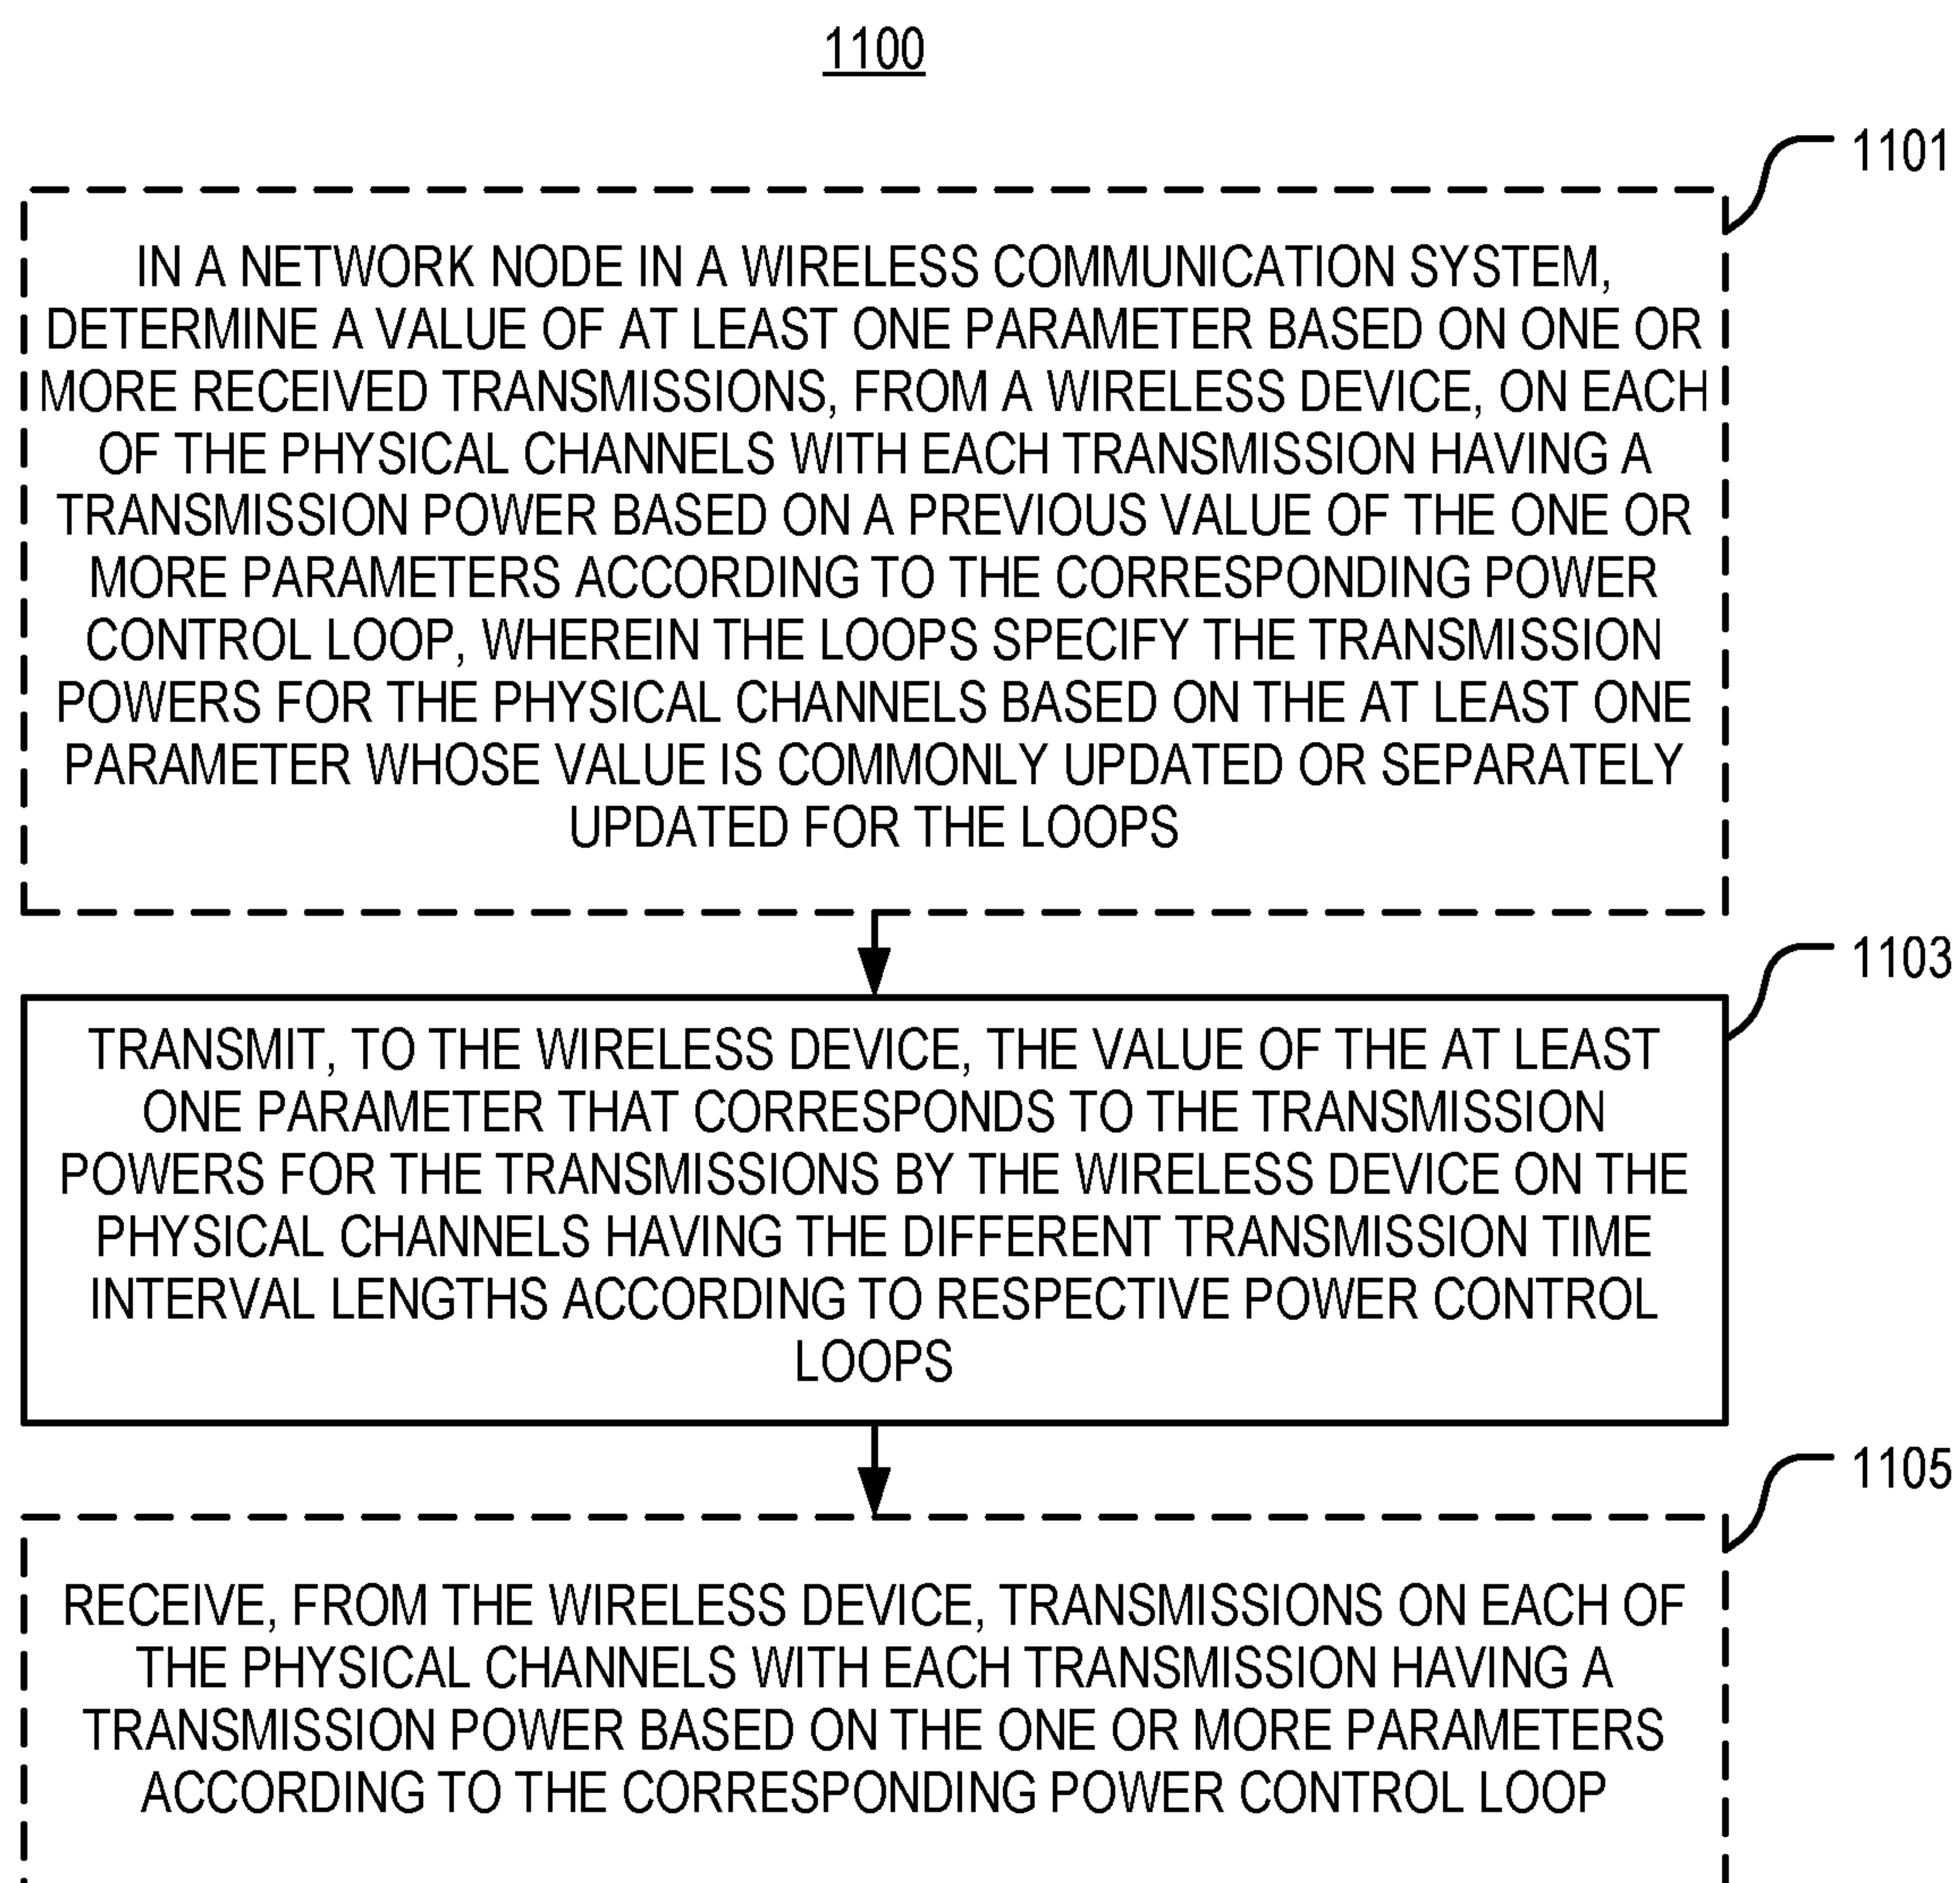 1100
1101
IN A NETWORK NODE IN A WIRELESS COMMUNICATION SYSTEM,
DETERMINE A VALUE OF AT LEAST ONE PARAMETER BASED ON ONE OR
MORE RECEIVED TRANSMISSIONS, FROM A WIRELESS DEVICE, ON EACH
OF THE PHYSICAL CHANNELS WITH EACH TRANSMISSION HAVING A
TRANSMISSION POWER BASED ON A PREVIOUS VALUE OF THE ONE OR
MORE PARAMETERS ACCORDING TO THE CORRESPONDING POWER
CONTROL LOOP, WHEREIN THE LOOPS SPECIFY THE TRANSMISSION
POWERS FOR THE PHYSICAL CHANNELS BASED ON THE AT LEAST ONE
PARAMETER WHOSE VALUE IS COMMONLY UPDATED OR SEPARATELY
UPDATED FOR THE LOOPS
1103
TRANSMIT, TO THE WIRELESS DEVICE, THE VALUE OF THE AT LEAST
ONE PARAMETER THAT CORRESPONDS TO THE TRANSMISSION
POWERS FOR THE TRANSMISSIONS BY THE WIRELESS DEVICE ON THE
PHYSICAL CHANNELS HAVING THE DIFFERENT TRANSMISSION TIME
INTERVAL LENGTHS ACCORDING TO RESPECTIVE POWER CONTROL
LOOPS
1105
RECEIVE, FROM THE WIRELESS DEVICE, TRANSMISSIONS ON EACH OF
THE PHYSICAL CHANNELS WITH EACH TRANSMISSION HAVING A
TRANSMISSION POWER BASED ON THE ONE OR MORE PARAMETERS
ACCORDING TO THE CORRESPONDING POWER CONTROL LOOP